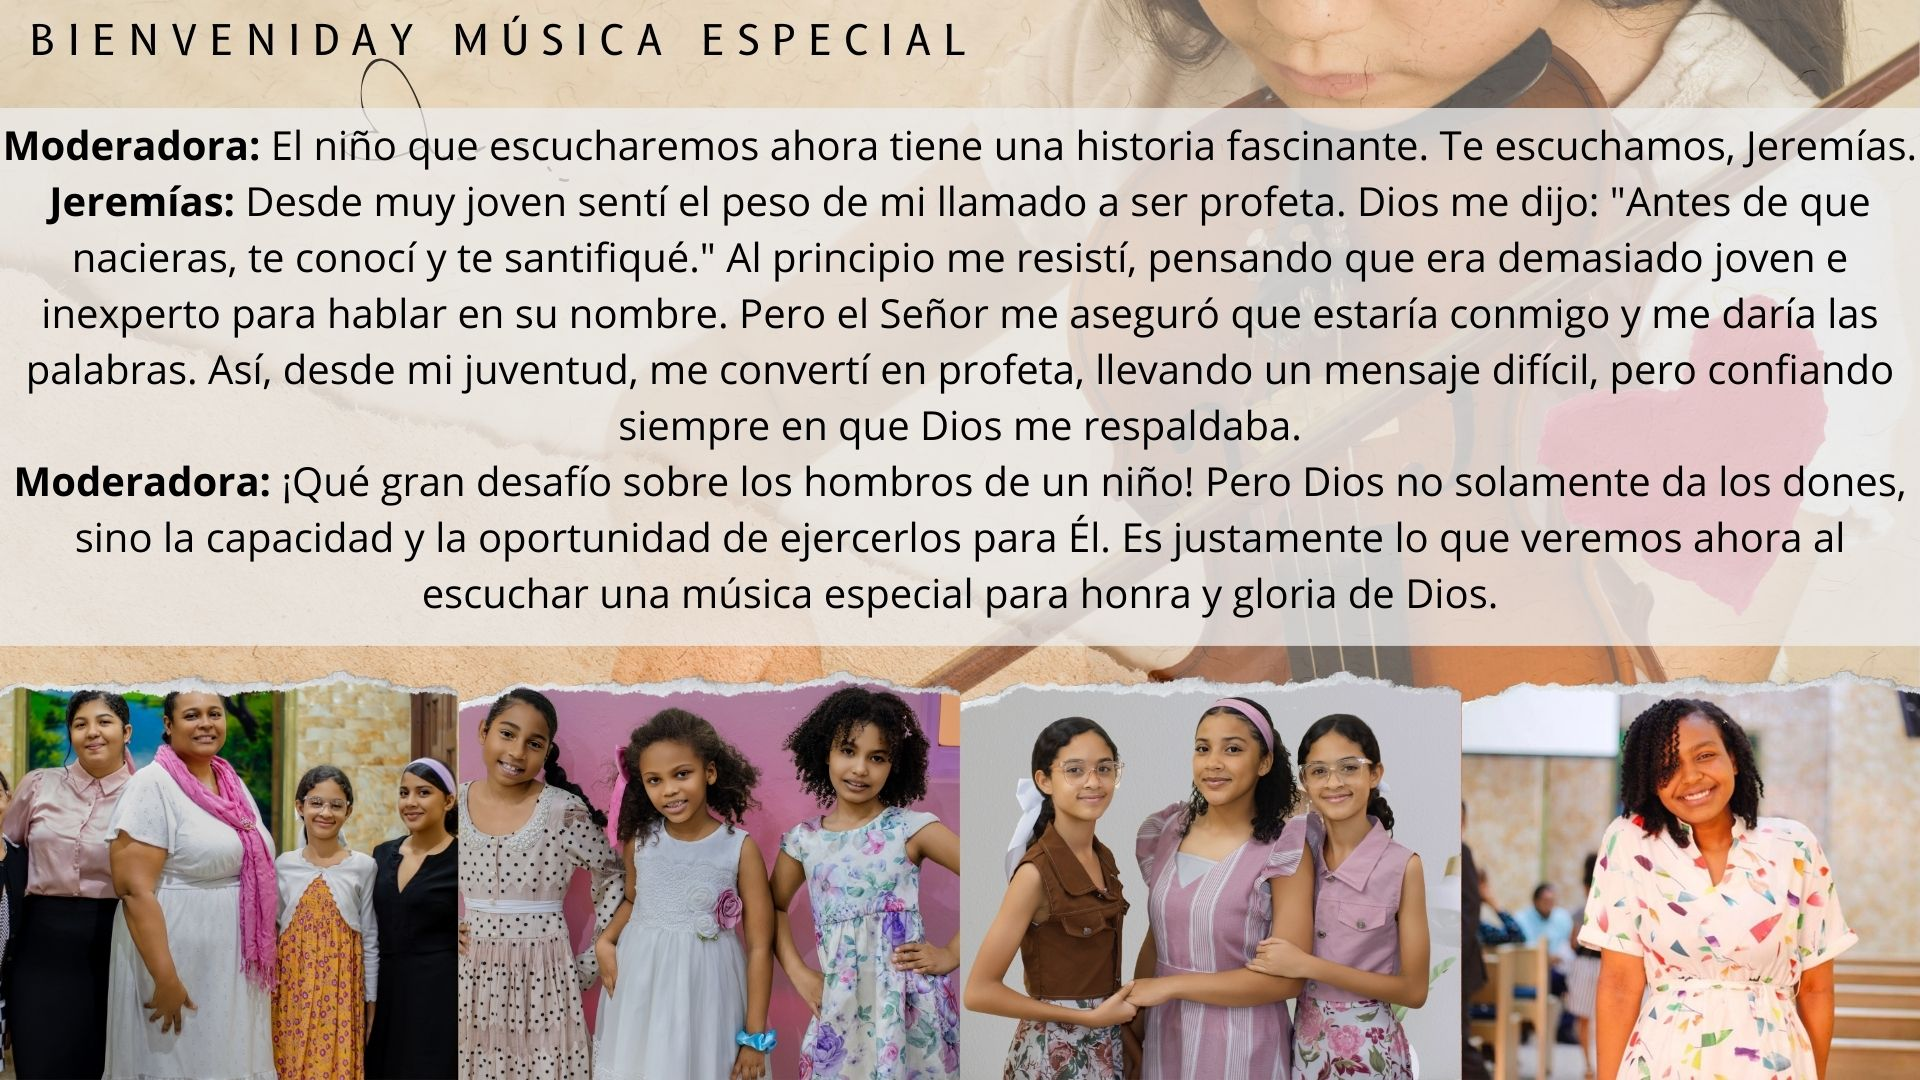 BIENVENIDAY MÚSICA ESPECIAL
Moderadora: El niño que escucharemos ahora tiene una historia fascinante. Te escuchamos, Jeremías.
Jeremías: Desde muy joven sentí el peso de mi llamado a ser profeta. Dios me dijo: "Antes de que
nacieras, te conocí y te santifiqué." Al principio me resistí, pensando que era demasiado joven e
inexperto para hablar en su nombre. Pero el Señor me aseguró que estaría conmigo y me daría las
palabras. Así, desde mi juventud, me convertí en profeta, llevando un mensaje difícil, pero confiando
siempre en que Dios me respaldaba.
Moderadora: ¡Qué gran desafío sobre los hombros de un niño! Pero Dios no solamente da los dones,
sino la capacidad y la oportunidad de ejercerlos para Él. Es justamente lo que veremos ahora al
escuchar una música especial para honra y gloria de Dios.